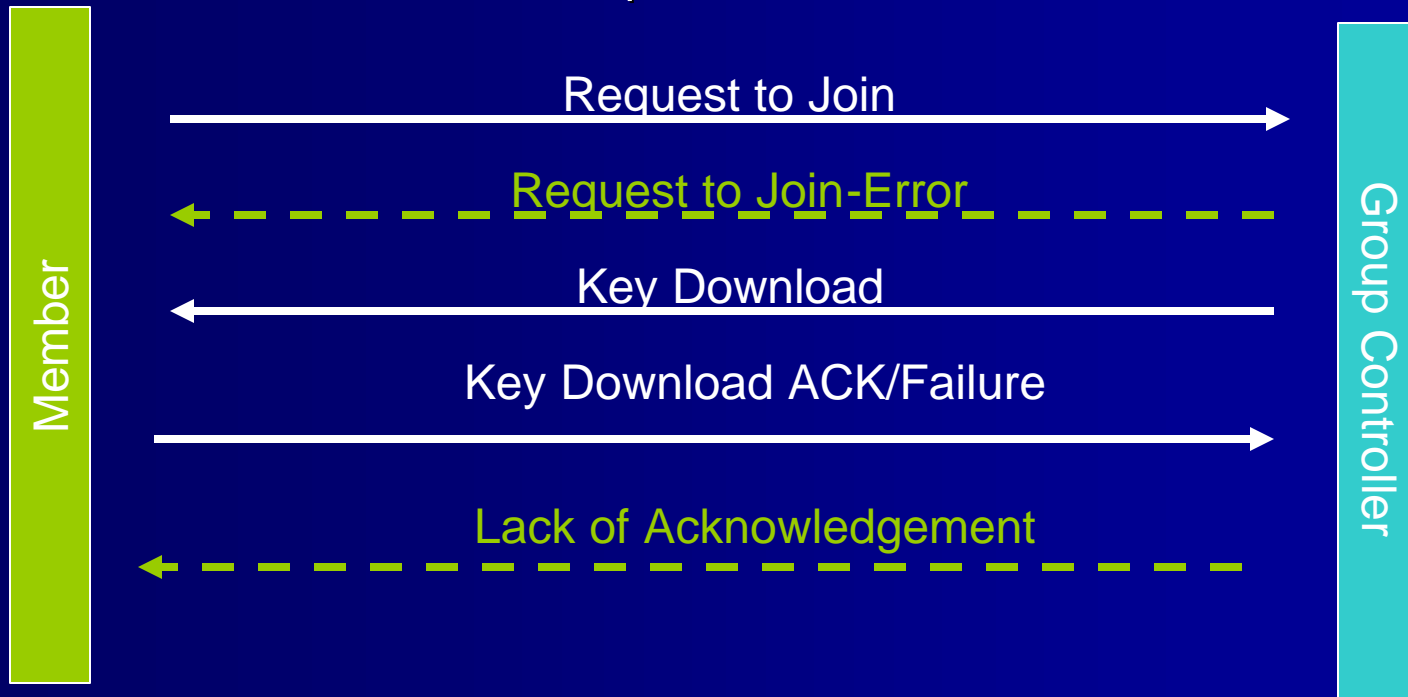 Request to Join
Request to Join-Error
Key Download
Key Download ACK/Failure
Lack of Acknowledgement
Member
Group Controller